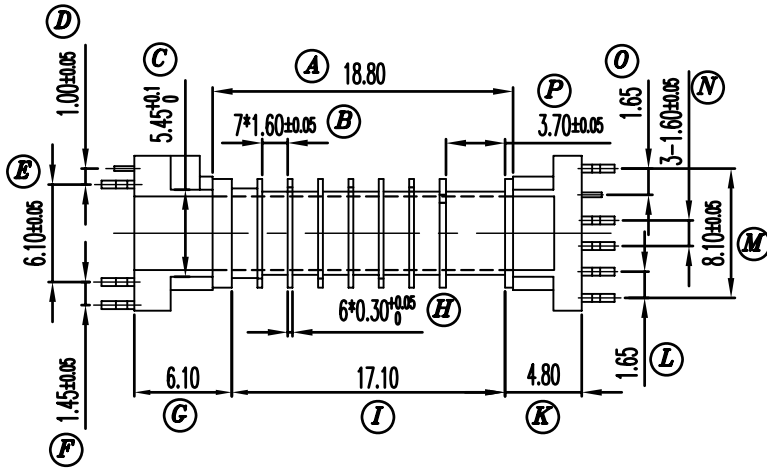 D
C
A
18.80
O
N
P
1.65
3-1.60±0.05
1.00±0.05
5.45+0.1 0
7*1.60±0.05
B
3.70±0.05
E
6.10±0.05
8.10±0.05
M
6*0.30+0.05 0
H
1.65
L
1.45±0.05
F
6.10
G
17.10
I
4.80
K